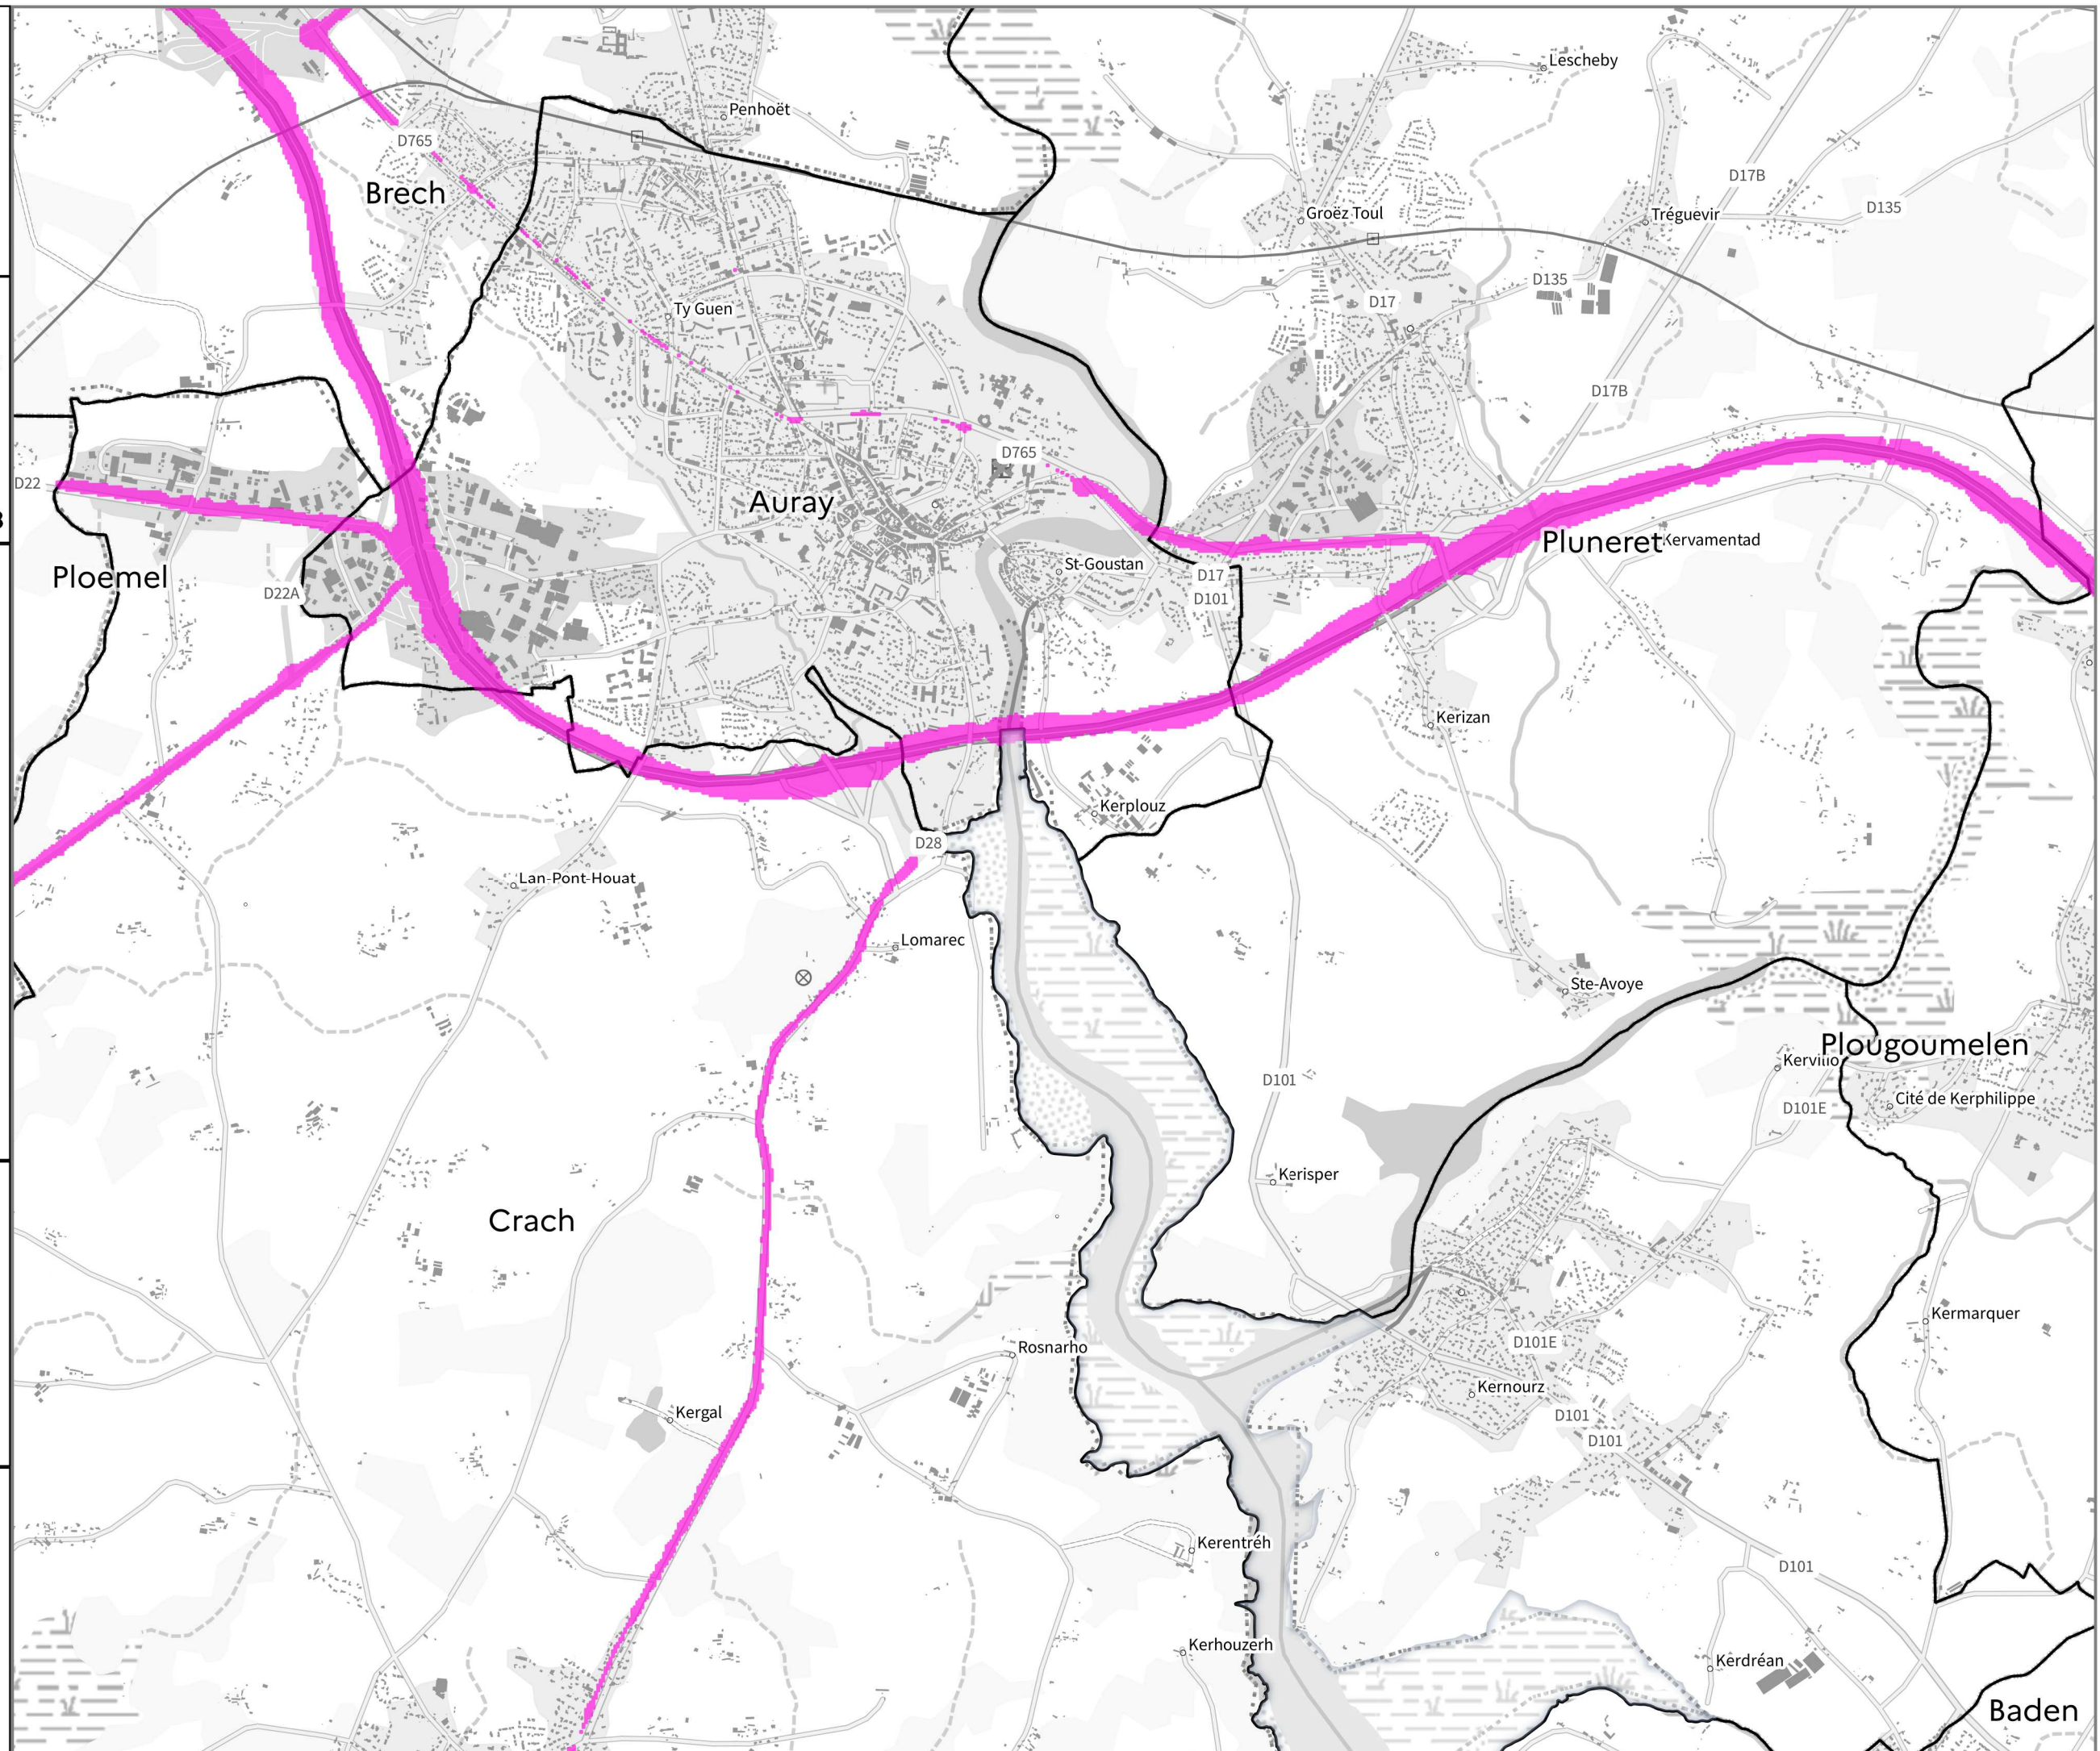 Lescheby
Penhoët
D765
D17B
Brech
D135
Groëz Toul
Tréguevir
D135
D17
Ty Guen
D17B
D765
D22
Auray
Pluneret
Kervamentad
St-Goustan
D17
Ploemel
D22A
D101
Kerizan
Kerplouz
D28
Lan-Pont-Houat
Lomarec
Ste-Avoye
Plougoumelen
Kervilio
D101
Cité de Kerphilippe
D101E
Kerisper
Crach
Kermarquer
D101E
Rosnarho
Kernourz
Kergal
D101
D101
Kerentréh
D101
Kerhouzerh
Kerdréan
Baden